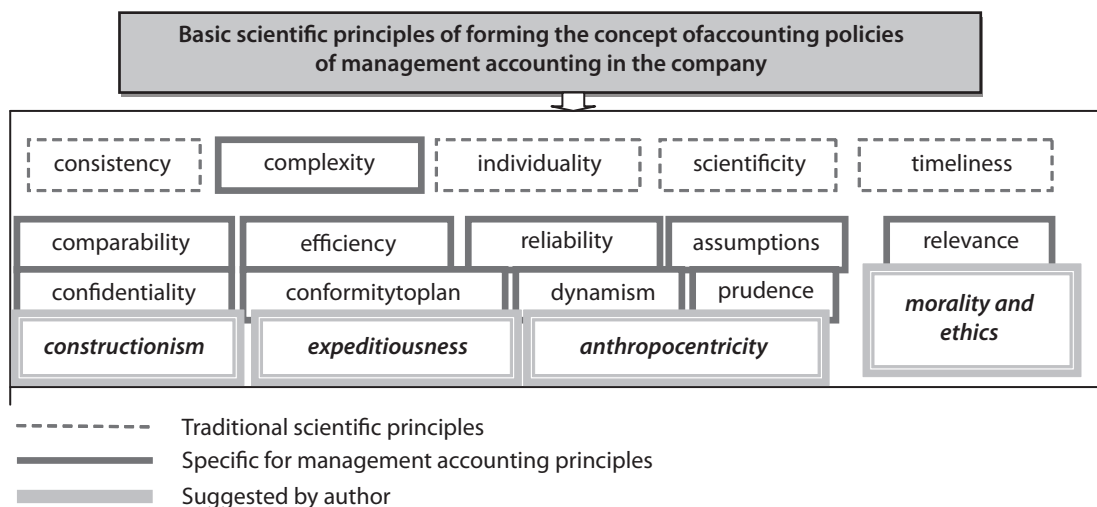 Basic scientific principles of forming the concept ofaccounting policies
of management accounting in the company
consistency
complexity
individuality
scientificity
timeliness
comparability
efficiency
reliability
assumptions
relevance
confidentiality
conformitytoplan
dynamism
prudence
morality and
ethics
constructionism
expeditiousness
anthropocentricity
Traditional scientific principles
Specific for management accounting principles
Suggested by author